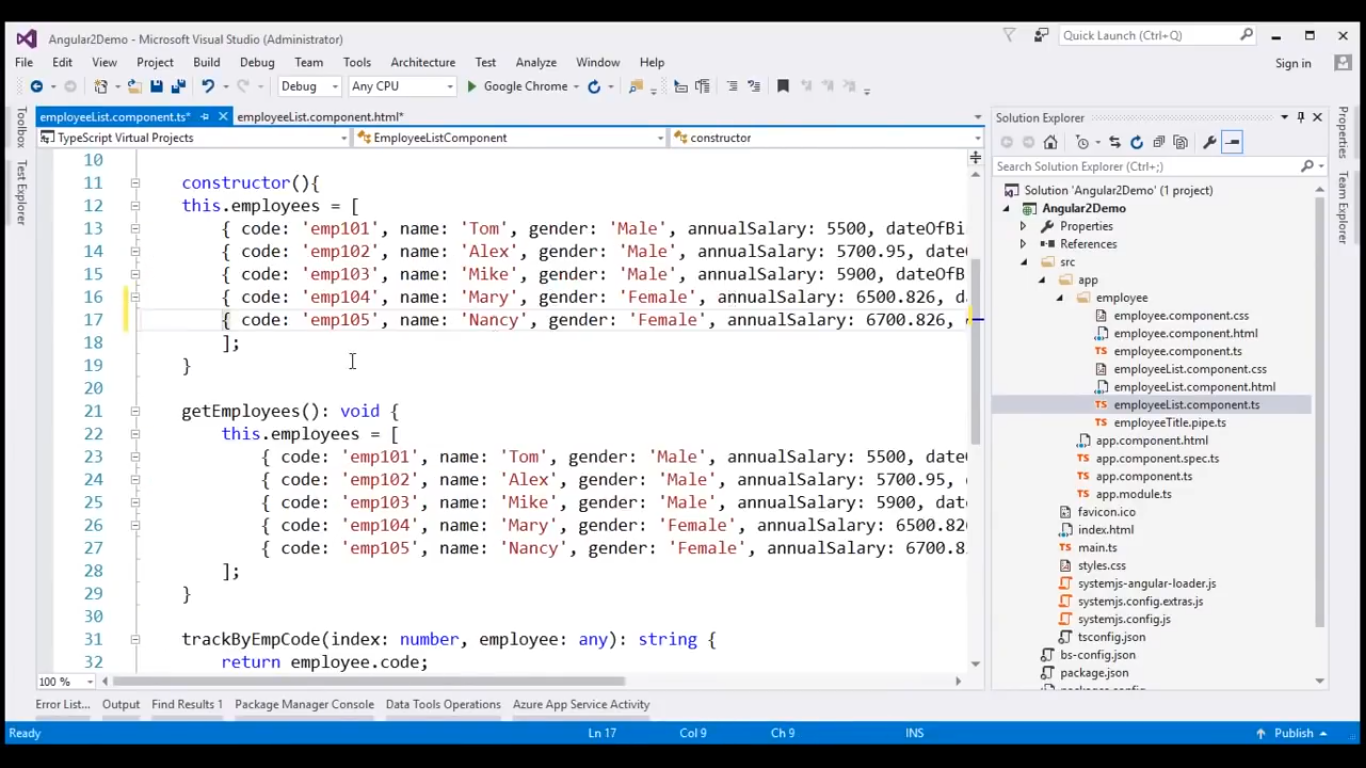 Angular2Demo - Microsoft Visual Studio (Administrator)
Quick Launch (Ctrl+Q)
File Edit View Project Build Debug Team Tools Architecture Test Analyze Window Help
Sign in
Debug Any CPU Google Chrome
Toolbox
Test Explorer
employeeList.component.ts* employeeList.component.html*
TypeScript Virtual Projects EmployeeListComponent constructor
10
11 constructor(){
12 this.employees = [
13 { code: 'emp101', name: 'Tom', gender: 'Male', annualSalary: 5500, dateOfBi
14 { code: 'emp102', name: 'Alex', gender: 'Male', annualSalary: 5700.95, date
15 { code: 'emp103', name: 'Mike', gender: 'Male', annualSalary: 5900, dateOfB
16 { code: 'emp104', name: 'Mary', gender: 'Female', annualSalary: 6500.826, d
17 { code: 'emp105', name: 'Nancy', gender: 'Female', annualSalary: 6700.826,
18 ];
19 }
20
21 getEmployees(): void {
22 this.employees = [
23 { code: 'emp101', name: 'Tom', gender: 'Male', annualSalary: 5500, date
24 { code: 'emp102', name: 'Alex', gender: 'Male', annualSalary: 5700.95,
25 { code: 'emp103', name: 'Mike', gender: 'Male', annualSalary: 5900, dat
26 { code: 'emp104', name: 'Mary', gender: 'Female', annualSalary: 6500.82
27 { code: 'emp105', name: 'Nancy', gender: 'Female', annualSalary: 6700.8
28 ];
29 }
30
31 trackByEmpCode(index: number, employee: any): string {
32 return employee.code;
100 %
Solution Explorer
Search Solution Explorer (Ctrl+;)
Solution 'Angular2Demo' (1 project)
Angular2Demo
Properties
References
src
app
employee
employee.component.css
employee.component.html
employee.component.ts
employeeList.component.css
employeeList.component.html
employeeList.component.ts
employeeTitle.pipe.ts
app.component.html
app.component.spec.ts
app.component.ts
app.module.ts
favicon.ico
index.html
main.ts
styles.css
systemjs-angular-loader.js
systemjs.config.extras.js
systemjs.config.js
tsconfig.json
bs-config.json
package.json
Properties
Team Explorer
Error List... Output Find Results 1 Package Manager Console Data Tools Operations Azure App Service Activity
Ready Ln 17 Col 9 Ch 9 INS Publish